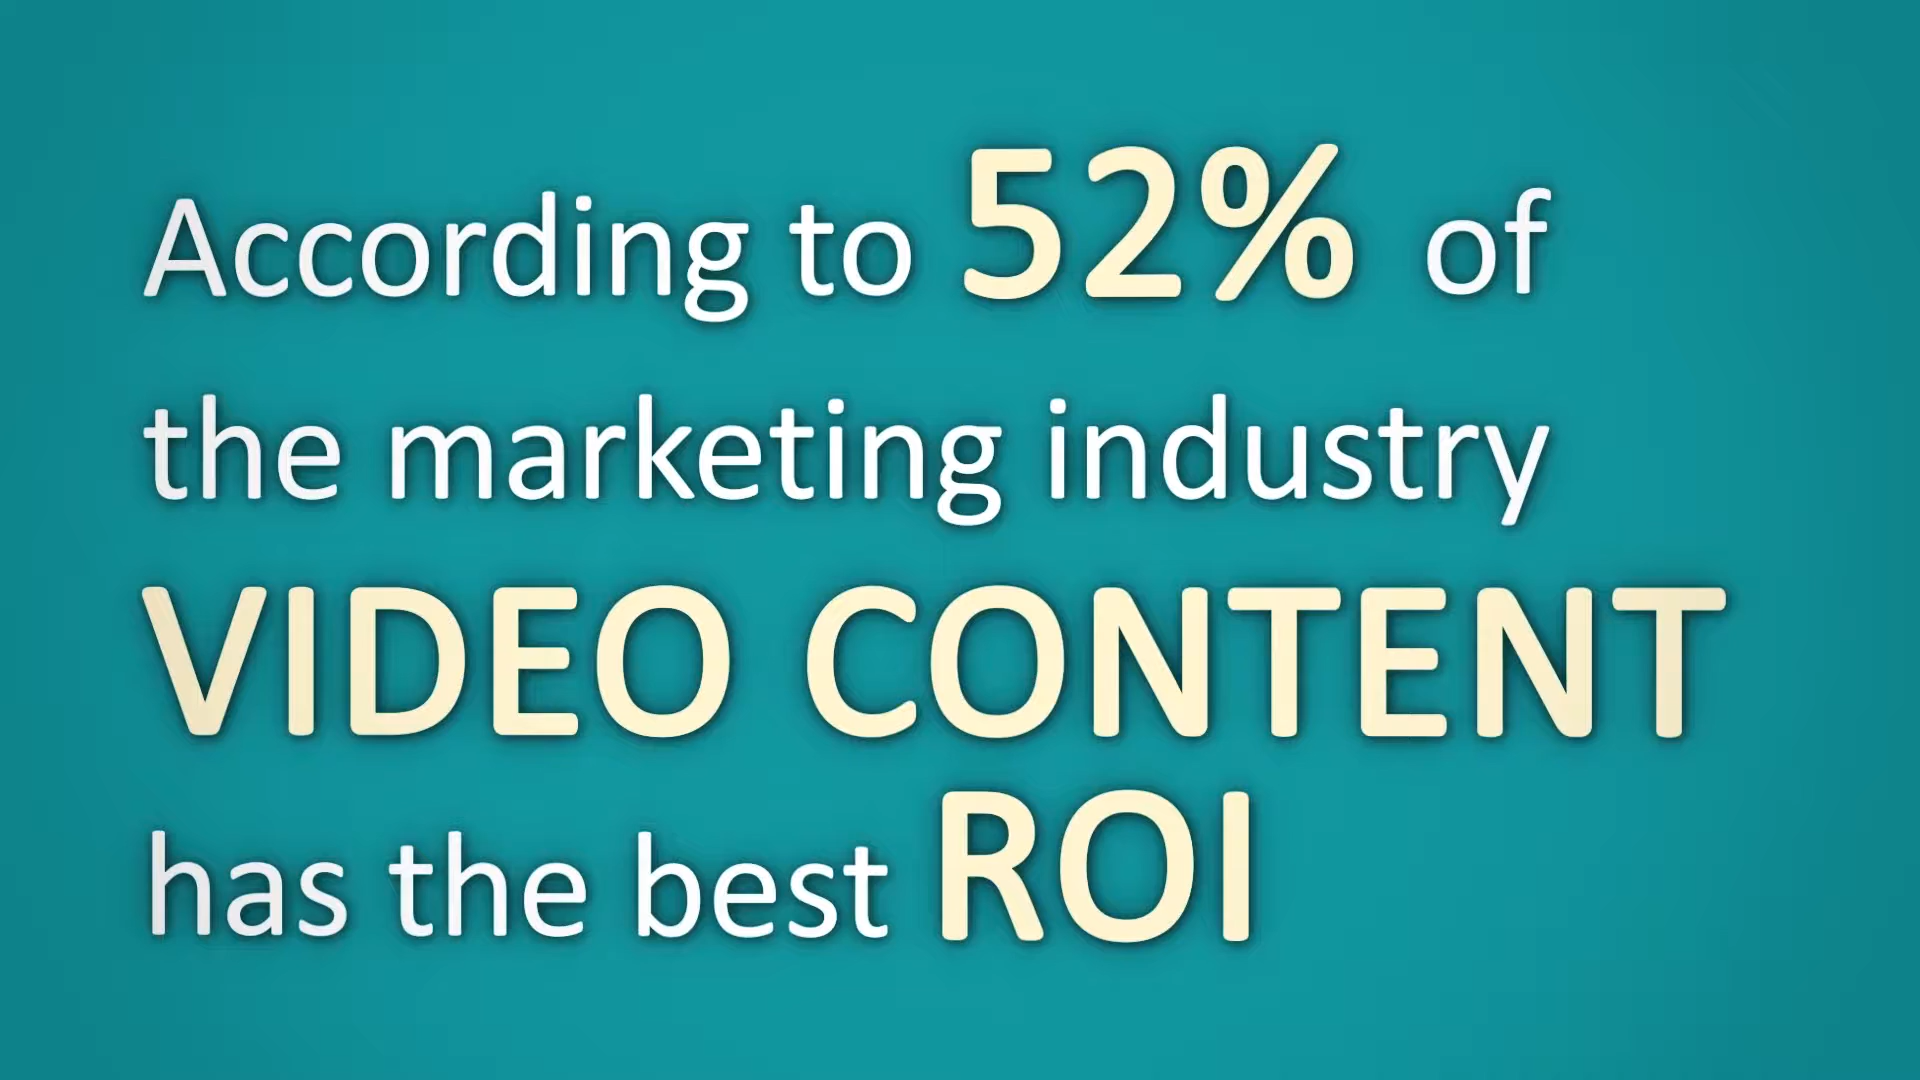 According to 52% of
the marketing industry
VIDEO CONTENT
has the best ROI